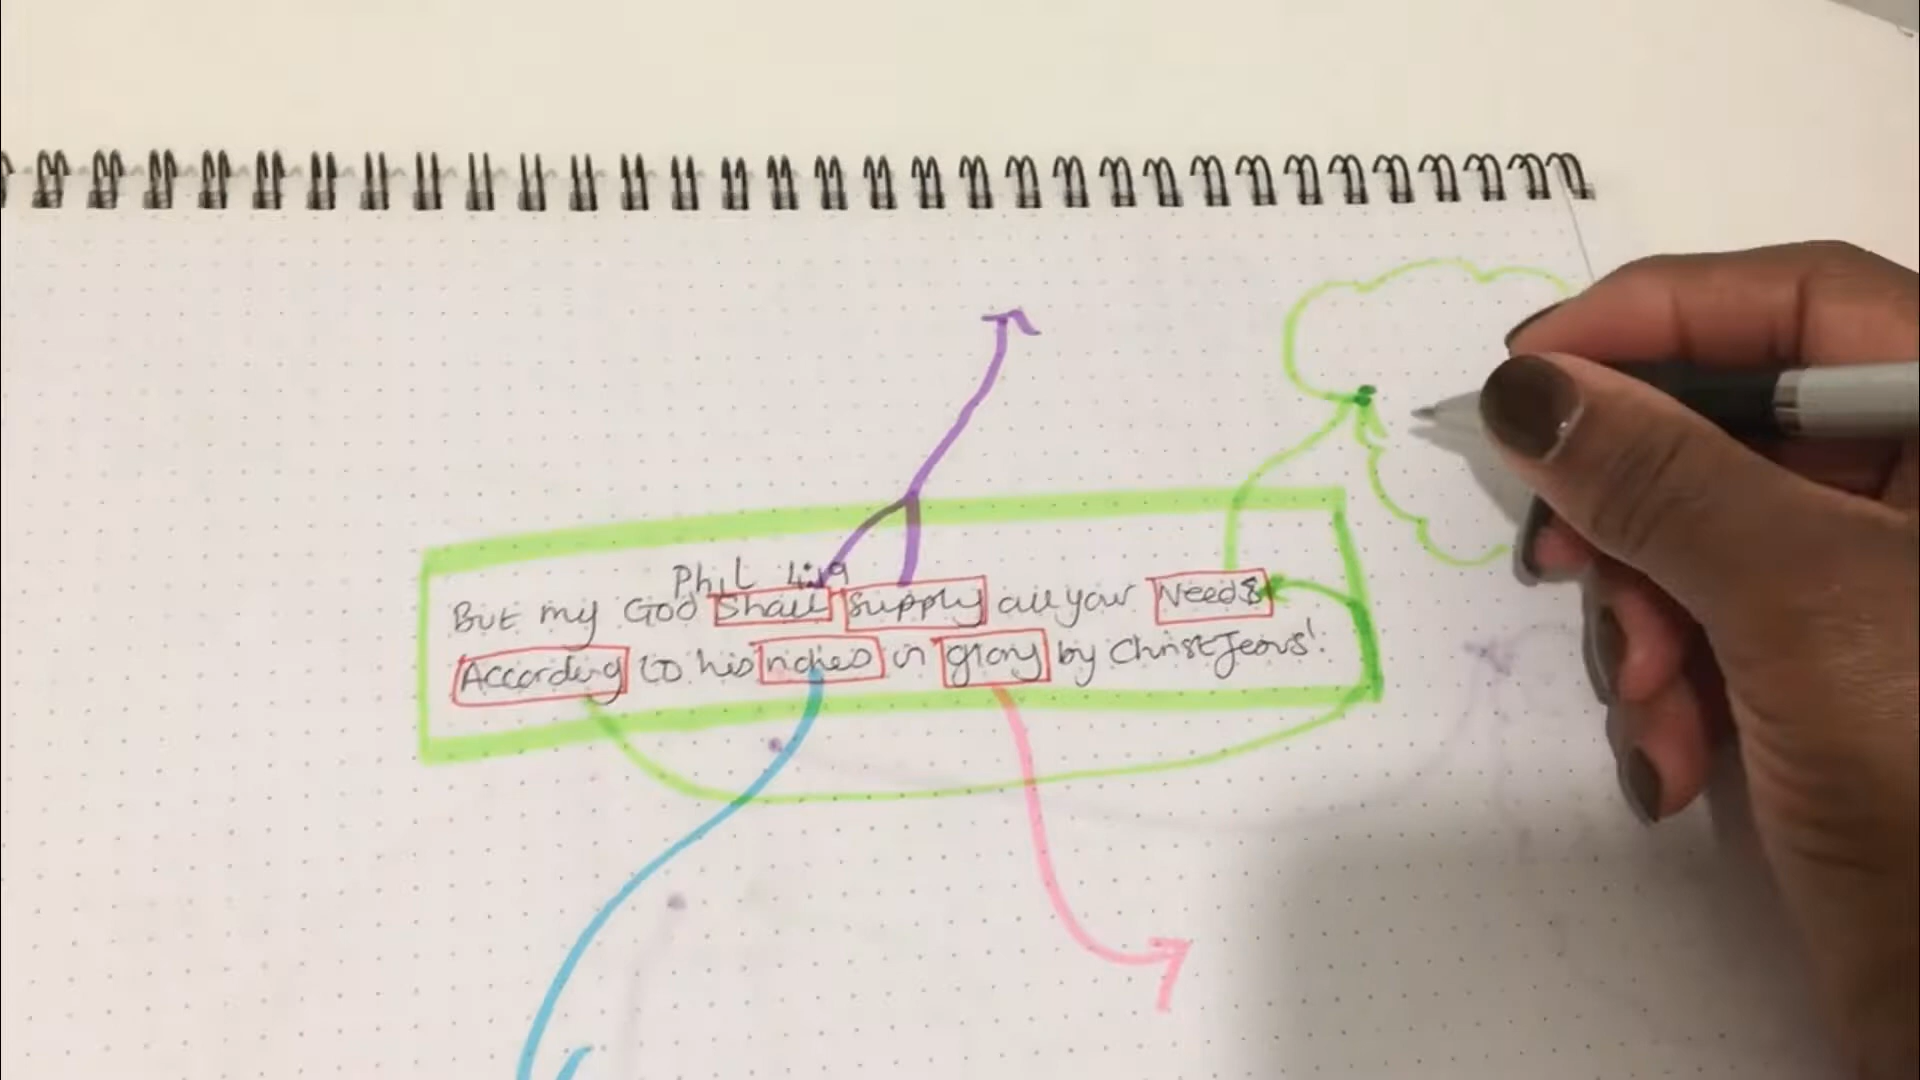 Phil 4:19
But my God shall supply all your Needs
According to his riches in glory by Christ Jesus!